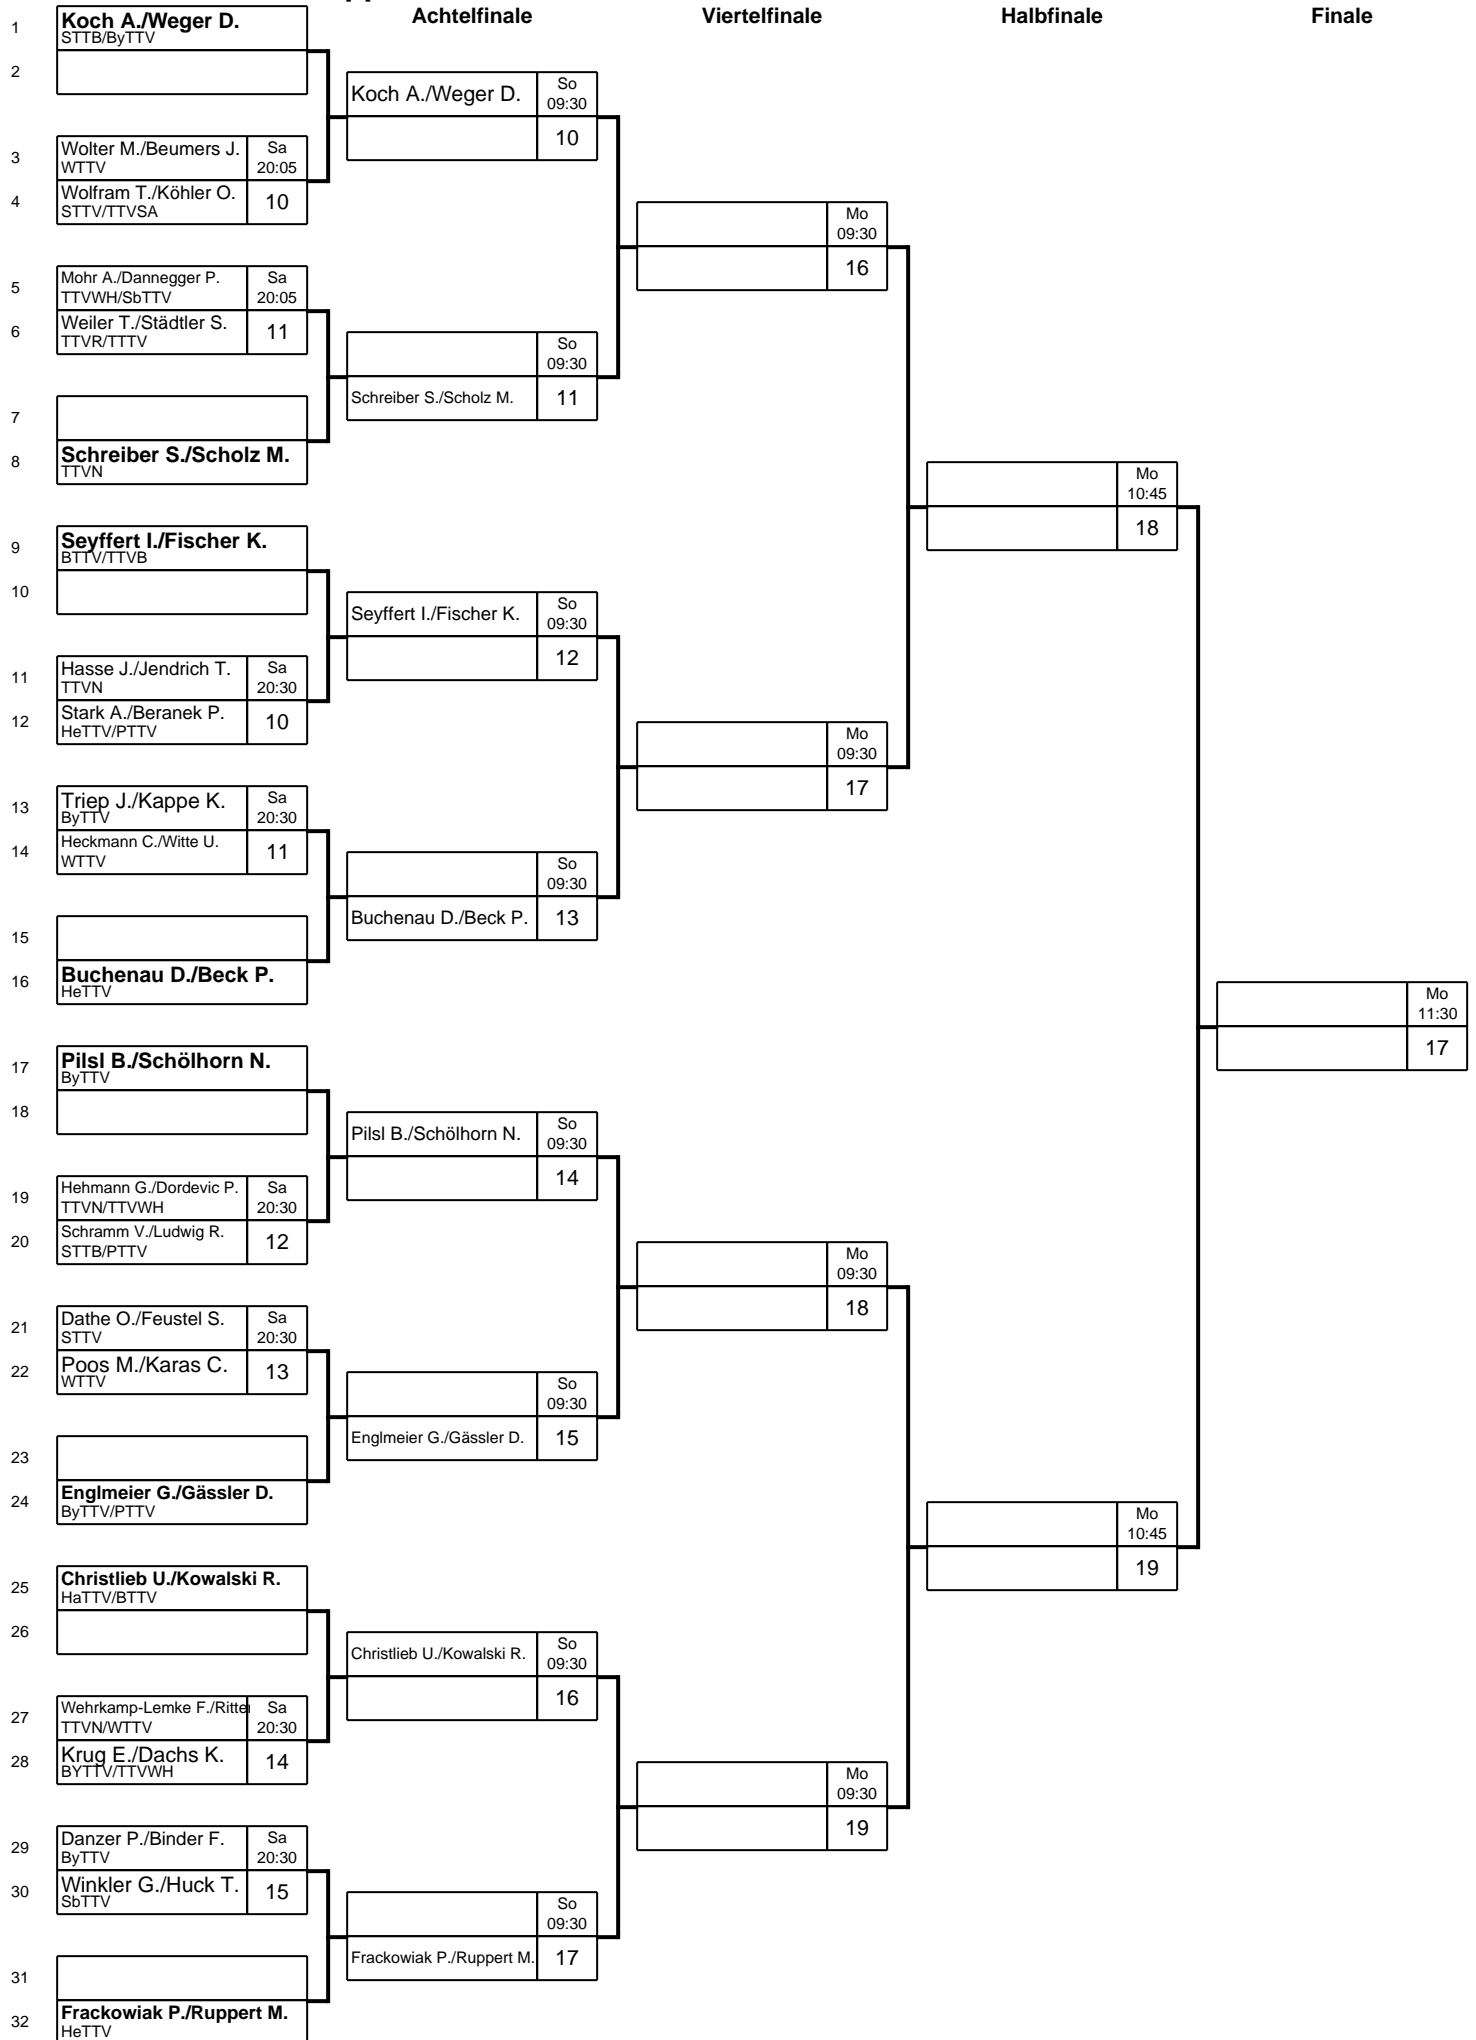 Achtelfinale
Viertelfinale
Halbfinale
Finale
1
Koch A./Weger D.
STTB/ByTTV
2
3
Wolter M./Beumers J.
WTTV
Sa
20:05
4
Wolfram T./Köhler O.
STTV/TTVSA
10
5
Mohr A./Dannegger P.
TTVWH/SbTTV
Sa
20:05
6
Weiler T./Städtler S.
TTVR/TTTV
11
7
8
Schreiber S./Scholz M.
TTVN
9
Seyffert I./Fischer K.
BTTV/TTVB
10
11
Hasse J./Jendrich T.
TTVN
Sa
20:30
12
Stark A./Beranek P.
HeTTV/PTTV
10
13
Triep J./Kappe K.
ByTTV
Sa
20:30
14
Heckmann C./Witte U.
WTTV
11
15
16
Buchenau D./Beck P.
HeTTV
17
Pilsl B./Schölhorn N.
ByTTV
18
19
Hehmann G./Dordevic P.
TTVN/TTVWH
Sa
20:30
20
Schramm V./Ludwig R.
STTB/PTTV
12
21
Dathe O./Feustel S.
STTV
Sa
20:30
22
Poos M./Karas C.
WTTV
13
23
24
Englmeier G./Gässler D.
ByTTV/PTTV
25
Christlieb U./Kowalski R.
HaTTV/BTTV
26
27
Wehrkamp-Lemke F./Ritter
TTVN/WTTV
Sa
20:30
28
Krug E./Dachs K.
BYTTV/TTVWH
14
29
Danzer P./Binder F.
ByTTV
Sa
20:30
30
Winkler G./Huck T.
SbTTV
15
31
32
Frackowiak P./Ruppert M.
HeTTV
Koch A./Weger D.
So
09:30
10
So
09:30
Schreiber S./Scholz M.
11
Seyffert I./Fischer K.
So
09:30
12
So
09:30
Buchenau D./Beck P.
13
Pilsl B./Schölhorn N.
So
09:30
14
So
09:30
Englmeier G./Gässler D.
15
Christlieb U./Kowalski R.
So
09:30
16
So
09:30
Frackowiak P./Ruppert M.
17
Mo
09:30
16
Mo
09:30
17
Mo
09:30
18
Mo
09:30
19
Mo
10:45
18
Mo
10:45
19
Mo
11:30
17